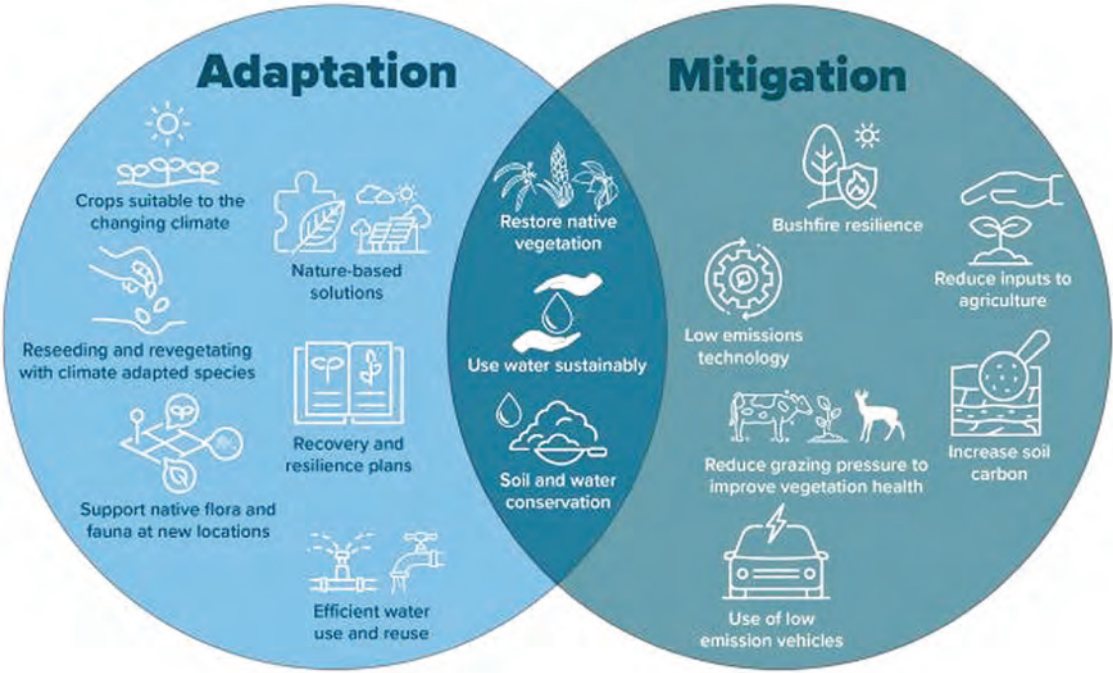 Adaptation
Crops suitable to the
changing climate
Nature-based
solutions
Reseeding and revegetating
with climate adapted species
Recovery and
resilience plans
Support native flora and
fauna at new locations
Efficient water
use and reuse
Restore native
vegetation
Use water sustainably
Soil and water
conservation
Mitigation
Bushfire resilience
Reduce inputs to
agriculture
Low emissions
technology
Increase soil
carbon
Reduce grazing pressure to
improve vegetation health
Use of low
emission vehicles